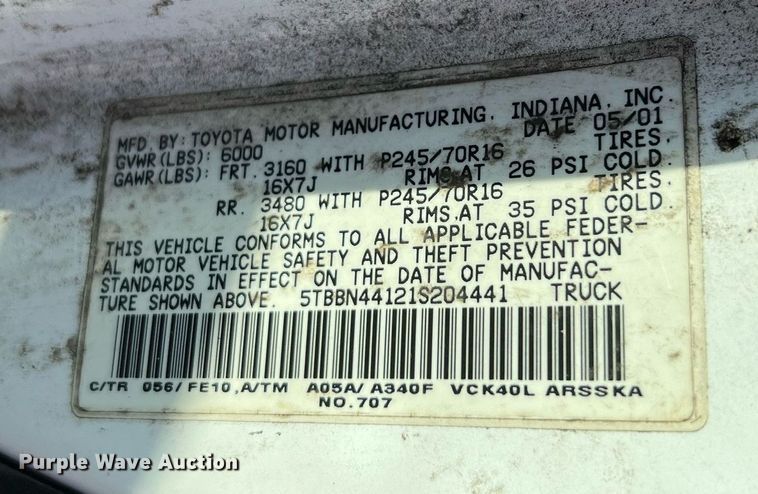 MFD. BY: TOYOTA MOTOR MANUFACTURING, INDIANA, INC.
GVWR(LBS): 6000 DATE 05/01
GAWR(LBS): FRT. 3160 WITH P245/70R16 TIRES,
16X7J RIMS,AT 26 PSI COLD.
RR. 3480 WITH P245/70R16 TIRES,
16X7J RIMS,AT 35 PSI COLD.
THIS VEHICLE CONFORMS TO ALL APPLICABLE FEDER-
AL MOTOR VEHICLE SAFETY AND THEFT PREVENTION
STANDARDS IN EFFECT ON THE DATE OF MANUFAC-
TURE SHOWN ABOVE. 5TBBN44121S204441 TRUCK
C/TR 056/FE10,A/TM A05A/A340F VCK40L ARSSKA
NO.707
Purple Wave Auction